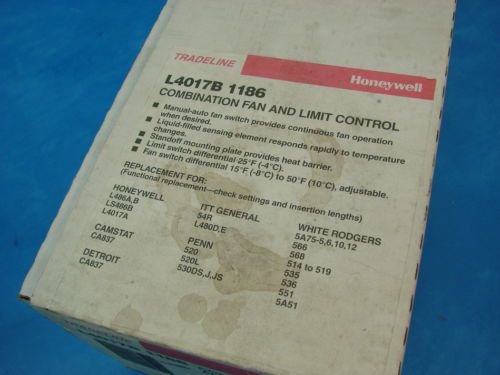 TRADELINE
Honeywell
L4017B 1186
COMBINATION FAN AND LIMIT CONTROL
■ Manual-auto fan switch provides continuous fan operation
when desired.
■ Liquid-filled sensing element responds rapidly to temperature
changes.
■ Standoff mounting plate provides heat barrier.
■ Limit switch differential 25°F (-4°C).
■ Fan switch differential 15°F (-8°C) to 50°F (10°C), adjustable.
REPLACEMENT FOR:
(Functional replacement—check settings and insertion lengths)
HONEYWELL
L486A,B
LS486B
L4017A
CAMSTAT
CA837
DETROIT
CA837
ITT GENERAL
54R
L480D,E
PENN
520
520L
530DS,J,JS
WHITE RODGERS
5A75-5,6,10,12
566
568
514 to 519
535
536
551
5A51
TRADELINE